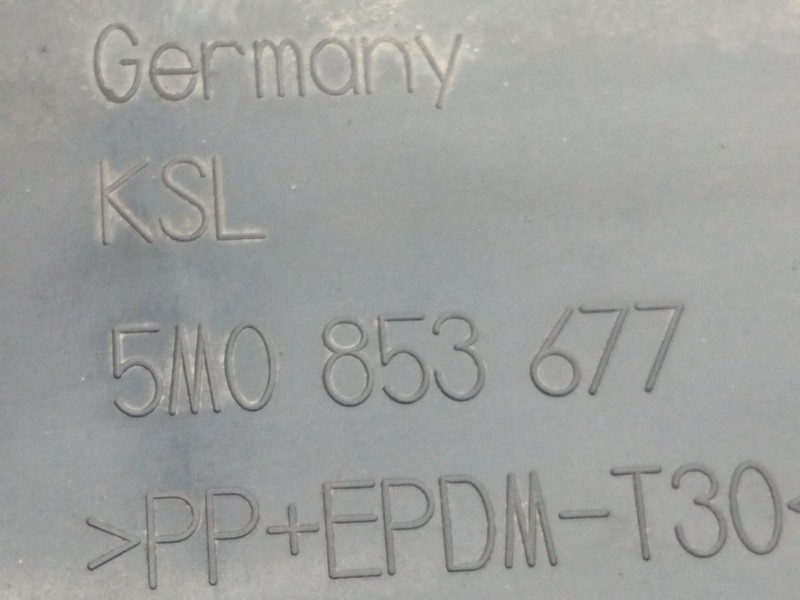 Germany
KSL
5M0 853 677
>PP+EPDM-T30<